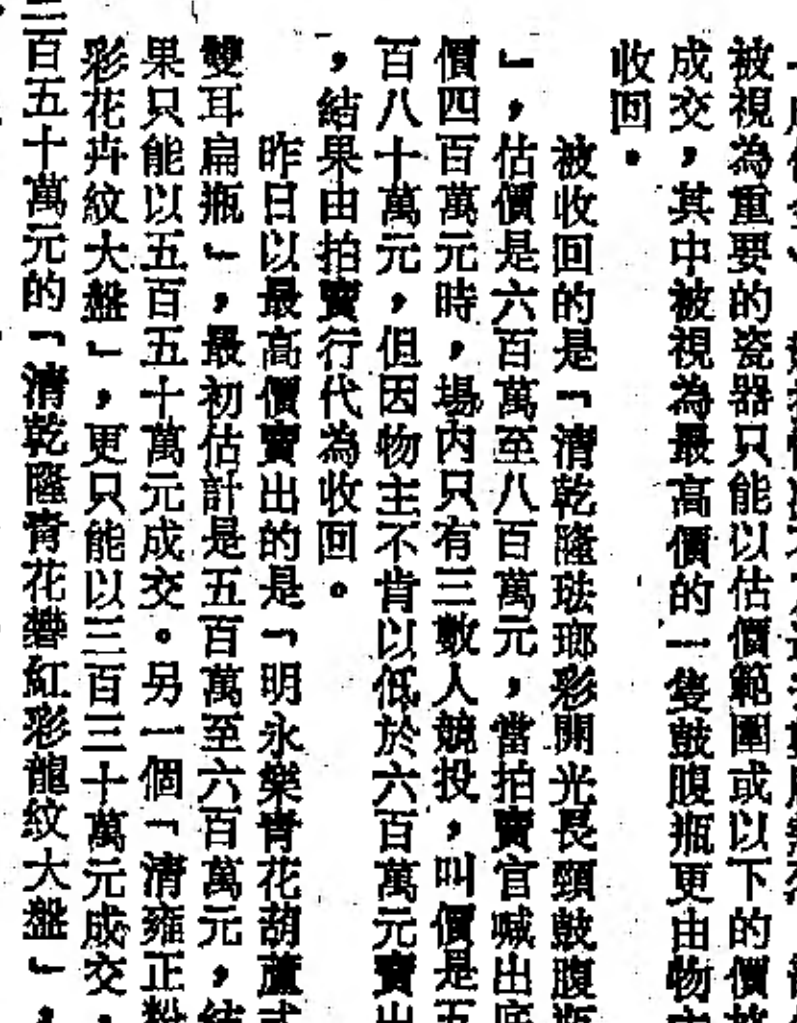 被視為重要的瓷器只能以估價範圍或以下的價
成交，其中被視為最高價的一隻鼓腹瓶更由物
收回。
被收回的是「清乾隆琺瑯彩開光長頸鼓腹瓶
」，估價是六百萬至八百萬元，當拍賣官喊出底
價四百萬元時，場內只有三數人競投，叫價是五
百八十萬元，但因物主不肯以低於六百萬元賣出
，結果由拍賣行代為收回。
昨日以最高價賣出的是「明永樂青花葫蘆式
雙耳扁瓶」，最初估計是五百萬至六百萬元，結
果只能以五百五十萬元成交。另一個「清雍正粉
彩花卉紋大盤」，更只能以三百三十萬元成交，
三百五十萬元的「清乾隆青花礬紅彩龍紋大盤」，